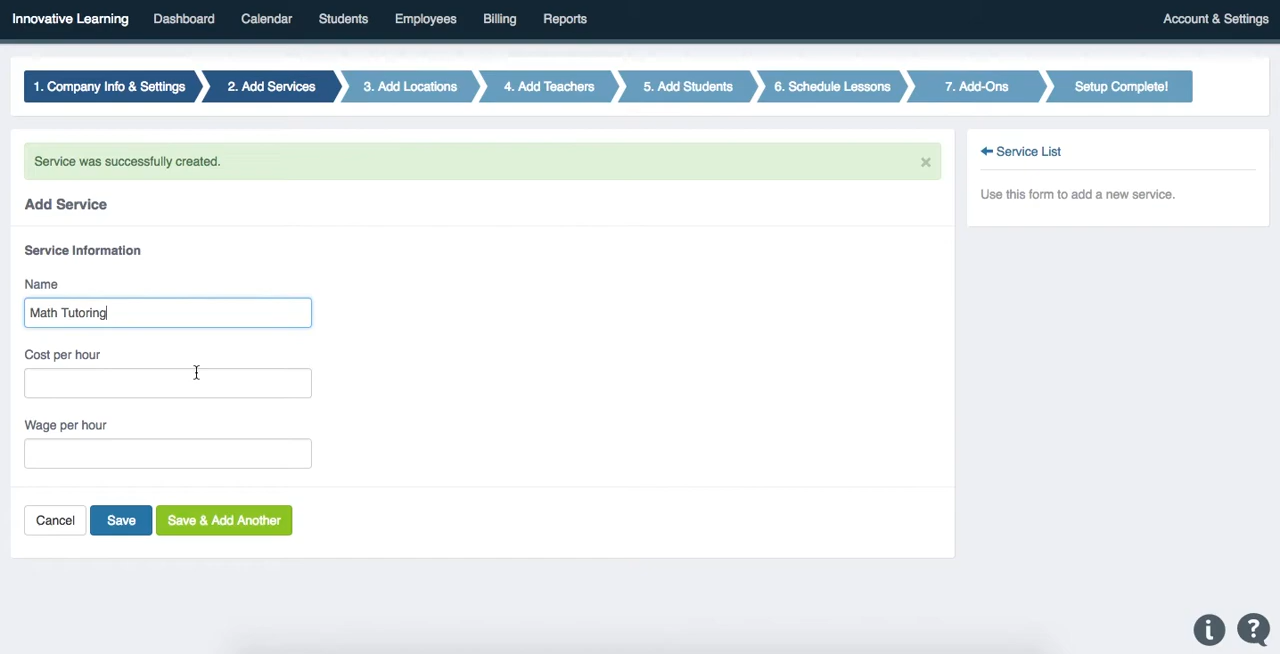 Innovative Learning Dashboard Calendar Students Employees Billing Reports Account & Settings
1. Company Info & Settings 2. Add Services 3. Add Locations 4. Add Teachers 5. Add Students 6. Schedule Lessons 7. Add-Ons Setup Complete!
Service was successfully created. ×
Add Service
Service Information
Name
Math Tutoring
Cost per hour
Wage per hour
Cancel Save Save & Add Another
Service List
Use this form to add a new service.
i ?